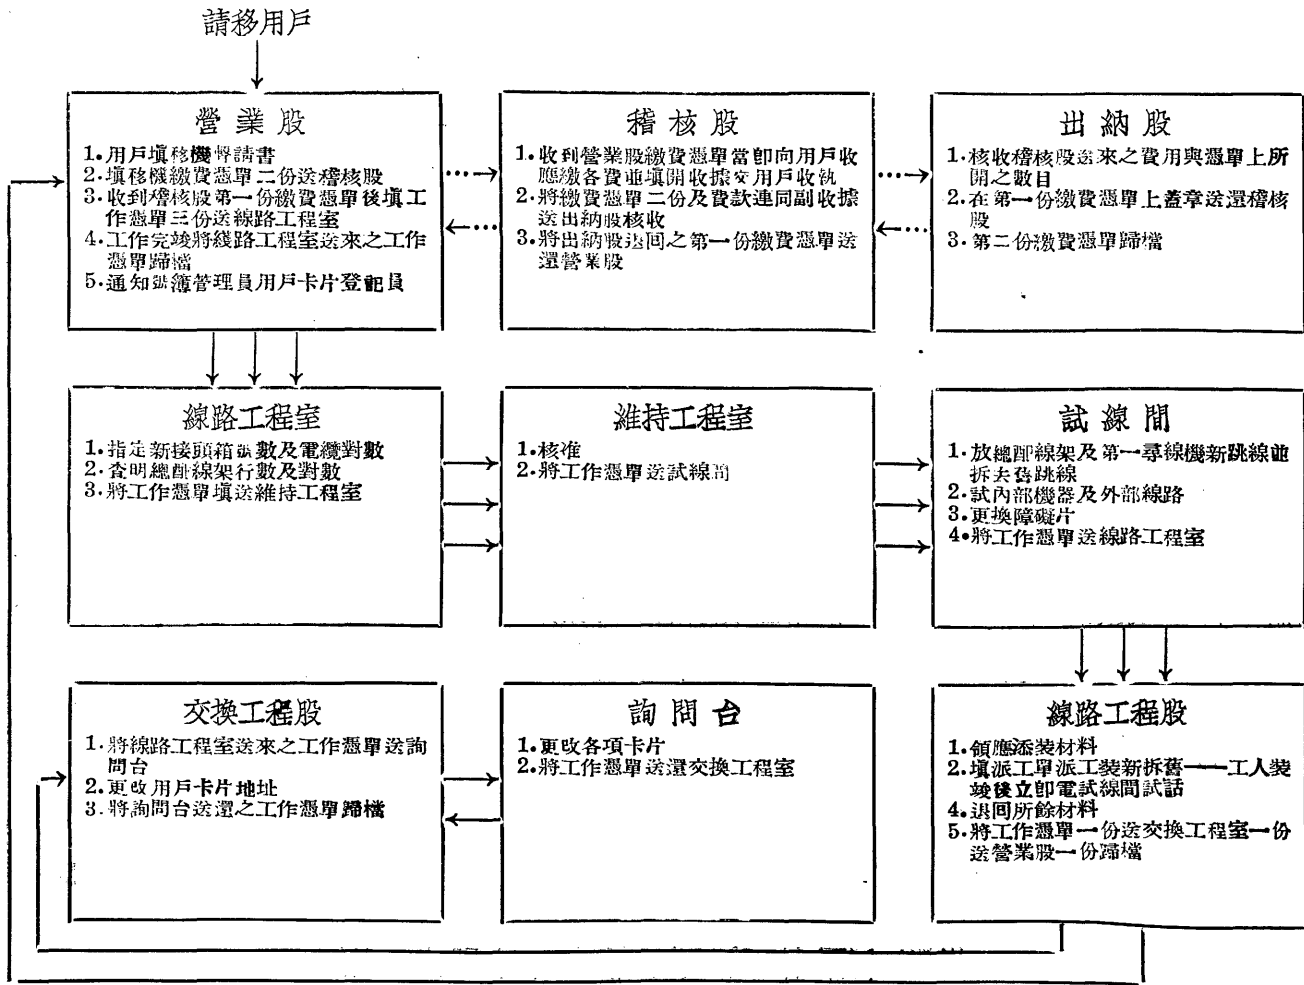 請移用戶
營業股
1.用戶填移機聲請書
2.填移機繳費憑單二份送稽核股
3.收到稽核股第一份繳費憑單後填工
作憑單三份送線路工程室
4.工作完竣將綫路工程室送來之工作
憑單歸檔
5.通知號簿管理員用戶卡片登記員
稽核股
1.收到營業股繳費憑單當卽向用戶收
應繳各費並填開收據交用戶收執
2.將繳費憑單二份及費款連同副收據
送出納股核收
3.將出納股送回之第一份繳費憑單送
還營業股
出納股
1.核收稽核股送來之費用與憑單上所
開之數目
2.在第一份繳費憑單上蓋章送還稽核
股
3.第二份繳費憑單歸檔
線路工程室
1.指定新接頭箱號數及電纜對數
2.查明總配線架行數及對數
3.將工作憑單填送維持工程室
維持工程室
1.核准
2.將工作憑單送試線間
試線間
1.放總配線架及第一尋線機新跳線並
拆去舊跳線
2.試內部機器及外部線路
3.更換障礙片
4.將工作憑單送線路工程室
交換工程股
1.將線路工程室送來之工作憑單送詢
問台
2.更改用戶卡片地址
3.將詢問台送還之工作憑單歸檔
詢問台
1.更改各項卡片
2.將工作憑單送還交換工程室
線路工程股
1.領應添裝材料
2.填派工單派工裝新拆舊——工人裝
竣後立卽電試線間試話
4.退回所餘材料
5.將工作憑單一份送交換工程室一份
送營業股一份歸檔